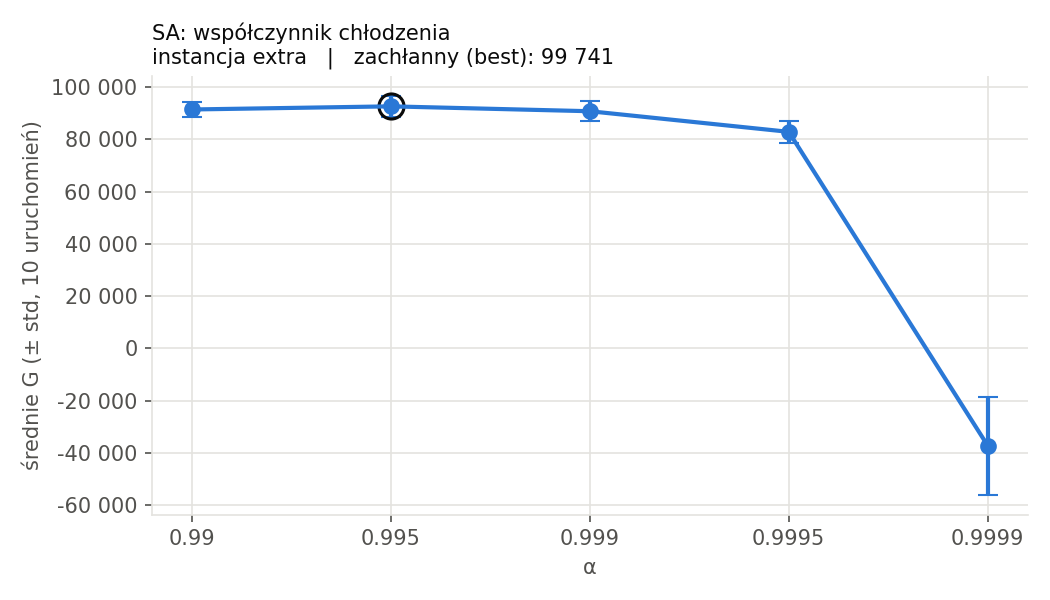 SA: współczynnik chłodzenia
instancja extra | zachłanny (best): 99 741
średnie G (± std, 10 uruchomień)
100 000
80 000
60 000
40 000
20 000
0
-20 000
-40 000
-60 000
0.99 0.995 0.999 0.9995 0.9999
α